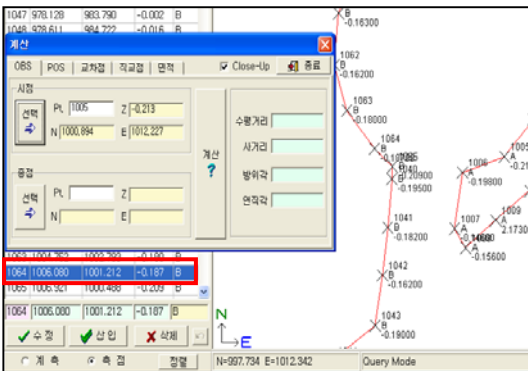 1047 978.128 983.790 -0.002 B
1048 978.611 984.722 -0.016 B
계산
OBS POS 교차점 직교점 면적 Close-Up 종료
시점
선택 Pt. 1005 Z -0.213
N 1000.894 E 1012.227
종점
선택 Pt. Z
N E
계산
?
수평거리
사거리
방위각
연직각
1064 1006.080 1001.212 -0.187 B
1065 1006.921 1000.488 -0.209 B
1064 1006.080 1001.212 -0.187 B
수정 삽입 삭제
계측 측점 정렬 N=997.734 E=1012.342 Query Mode
N
E
B
-0.16300
1062
B
-0.16200
1063
B
-0.18000
1064
B
1040
B
-0.20900
-0.19500
1041
B
-0.18200
1042
B
-0.16200
1043
B
-0.19000
1005
A
1006
A
-0.19800
1007
A
1009
A
2.17300
A
-0.15600